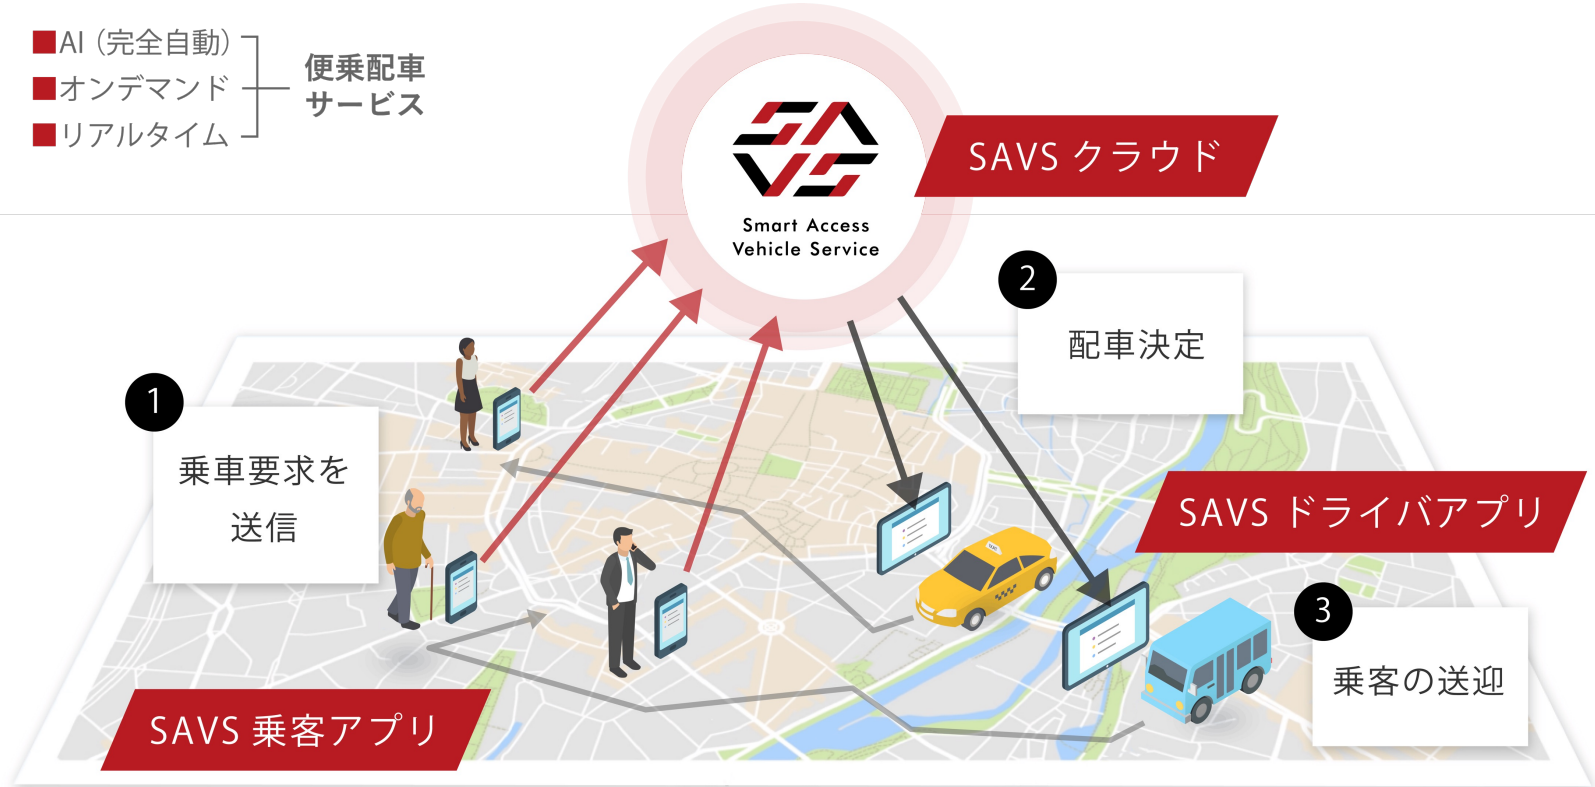 ■AI（完全自動）
■オンデマンド
■リアルタイム
便乗配車
サービス
SAVS
Smart Access
Vehicle Service
SAVS クラウド
2
配車決定
1
乗車要求を
送信
SAVS ドライバアプリ
TAXI
3
乗客の送迎
SAVS 乗客アプリ